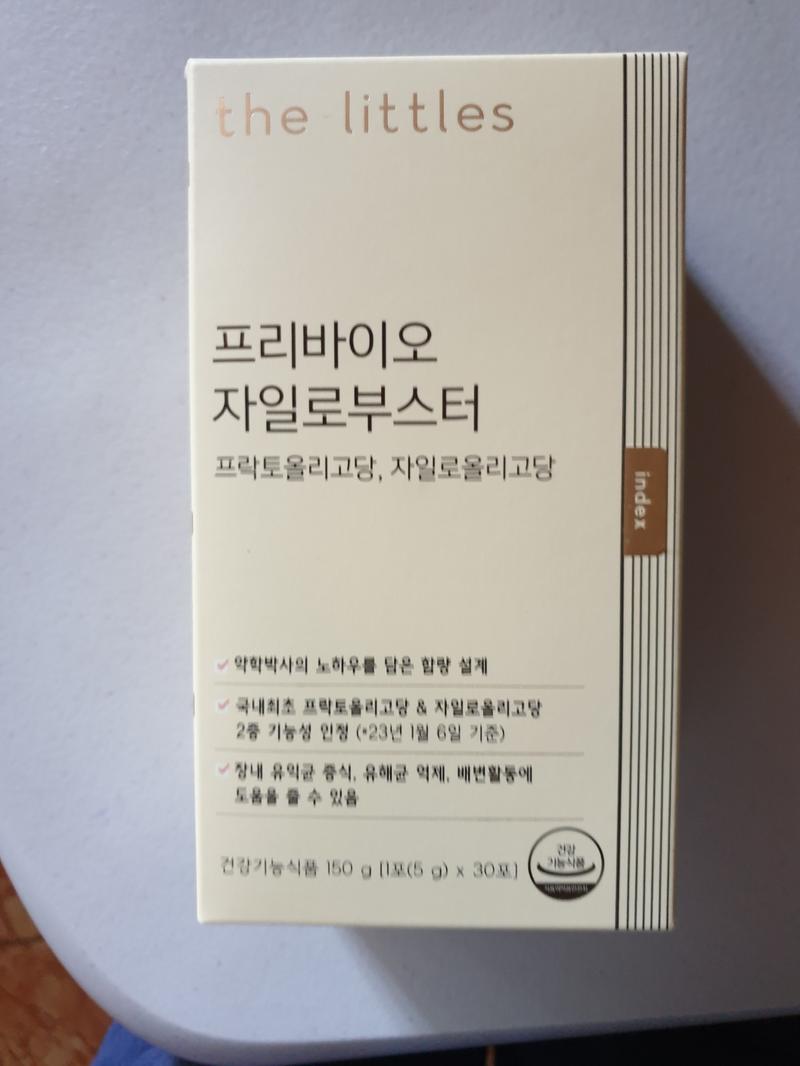 the littles
프리바이오
자일로부스터
프락토올리고당, 자일로올리고당
index
약학박사의 노하우를 담은 함량 설계
국내최초 프락토올리고당 & 자일로올리고당
2중 기능성 인정 (*23년 1월 6일 기준)
장내 유익균 증식, 유해균 억제, 배변활동에
도움을 줄 수 있음
건강기능식품 150 g [1포(5 g) x 30포]
건강
기능식품